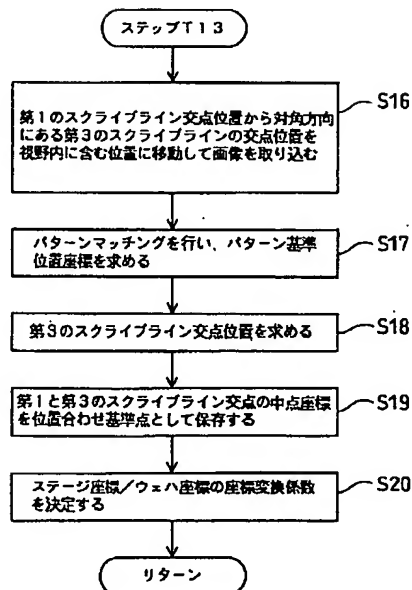 ステップT13
第1のスクライブライン交点位置から対角方向
にある第3のスクライブラインの交点位置を
視野内に含む位置に移動して画像を取り込む
S16
パターンマッチングを行い、パターン基準
位置座標を求める
S17
第3のスクライブライン交点位置を求める
S18
第1と第3のスクライブライン交点の中点座標
を位置合わせ基準点として保存する
S19
ステージ座標/ウェハ座標の座標変換係数
を決定する
S20
リターン